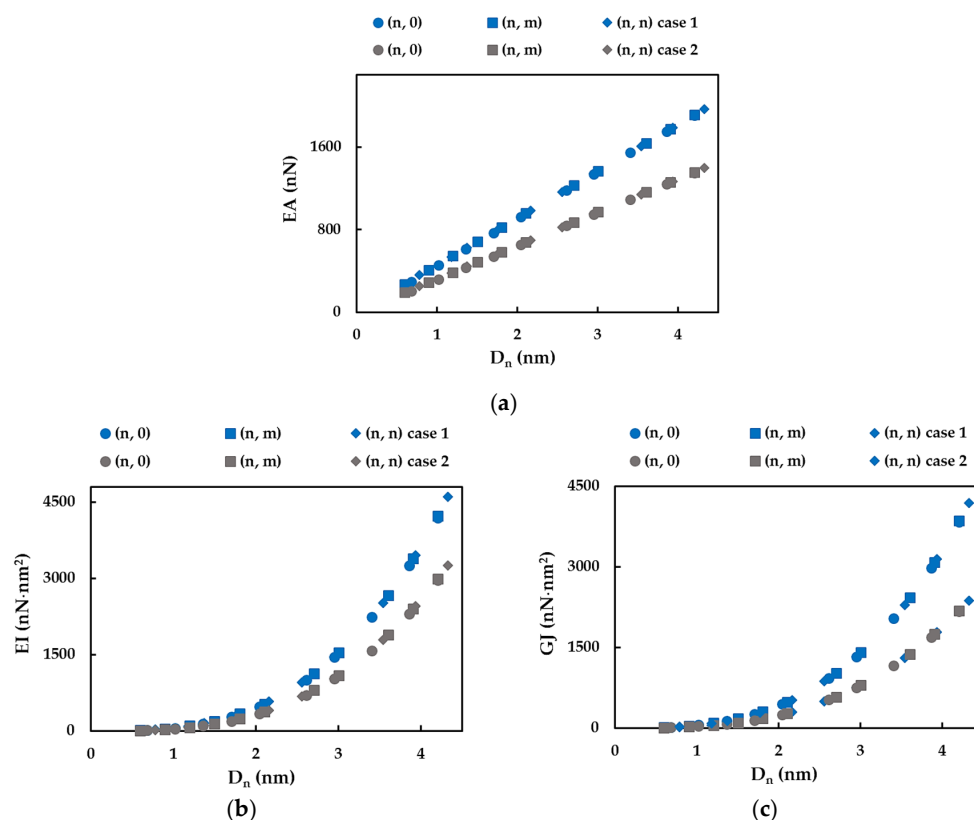 (n, 0) (n, m) (n, n) case 1
(n, 0) (n, m) (n, n) case 2
EA (nN)
1600
800
0
0 1 2 3 4
Dn (nm)
(a)
(n, 0) (n, m) (n, n) case 1
(n, 0) (n, m) (n, n) case 2
EI (nN·nm²)
4500
3000
1500
0
0 1 2 3 4
Dn (nm)
(b)
(n, 0) (n, m) (n, n) case 1
(n, 0) (n, m) (n, n) case 2
GJ (nN·nm²)
4500
3000
1500
0
0 1 2 3 4
Dn (nm)
(c)